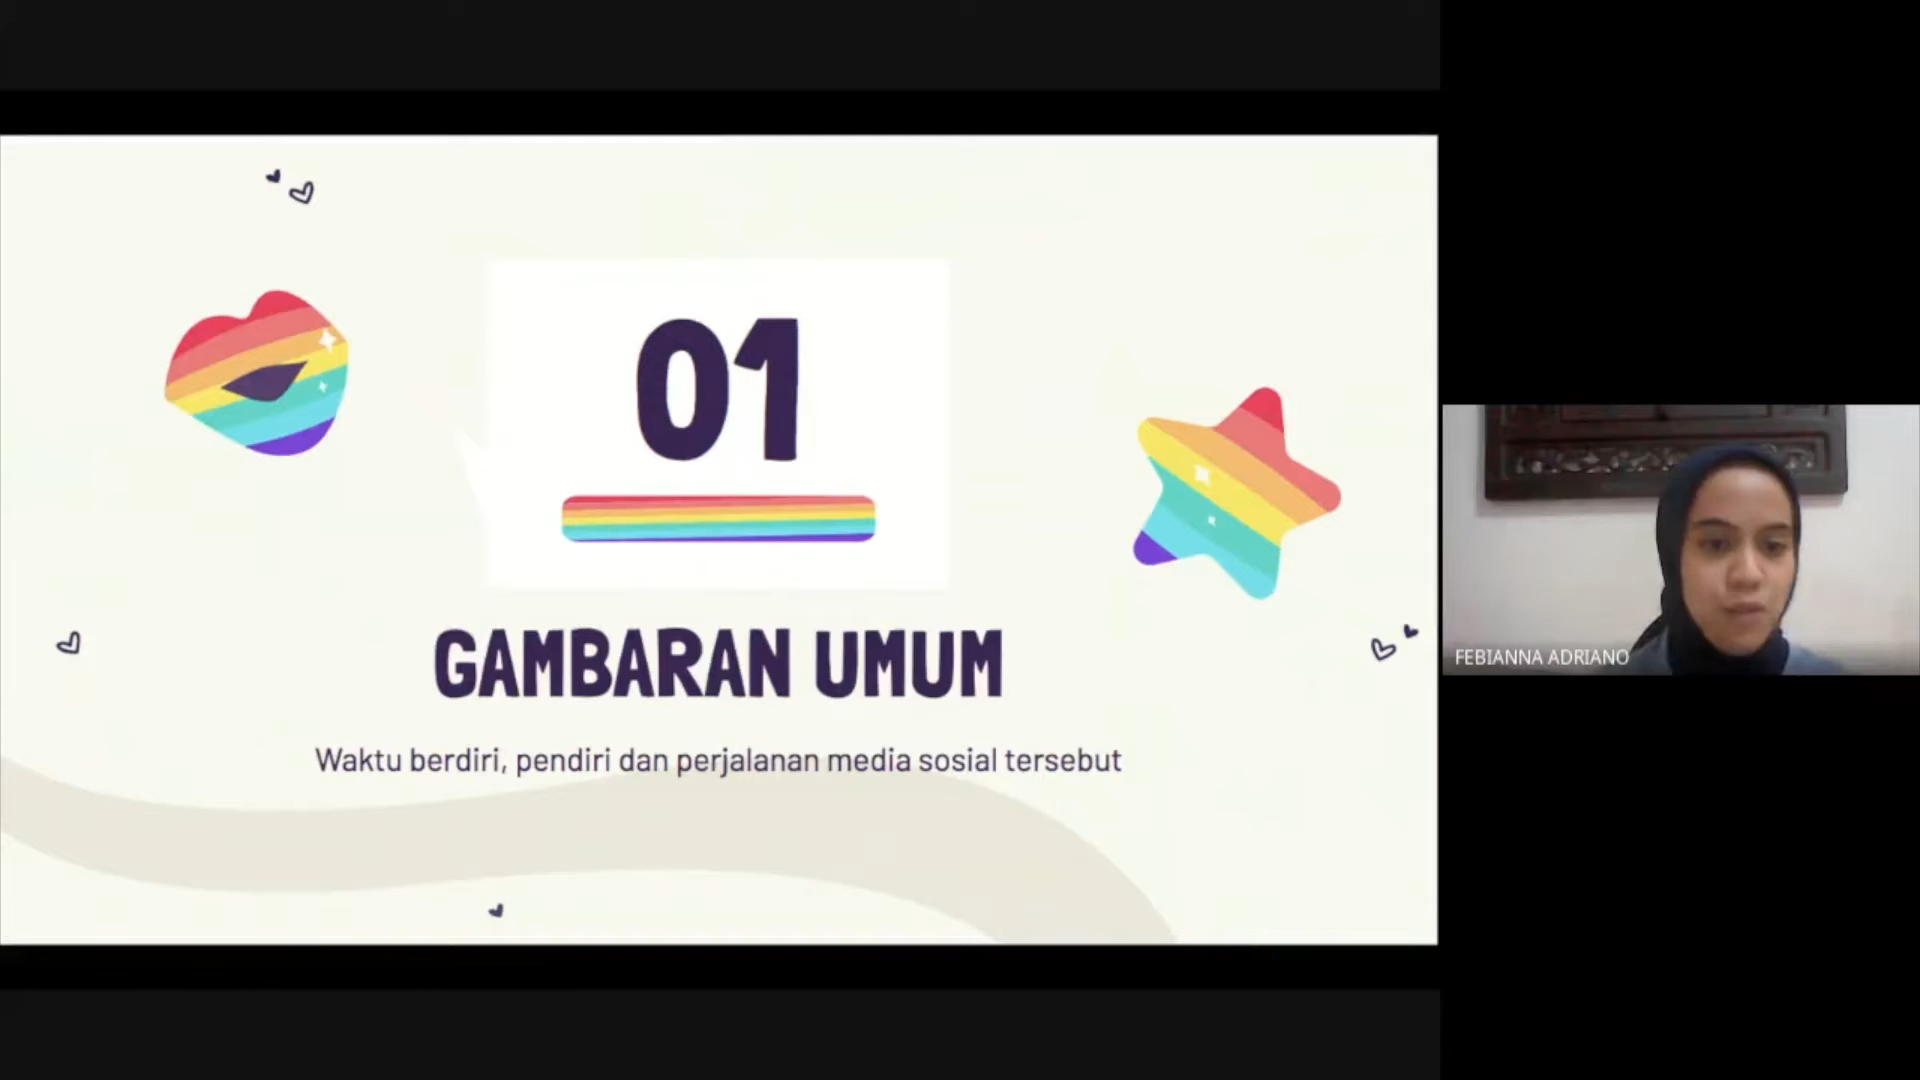 01
GAMBARAN UMUM
Waktu berdiri, pendiri dan perjalanan media sosial tersebut
FEBIANNA ADRIANO